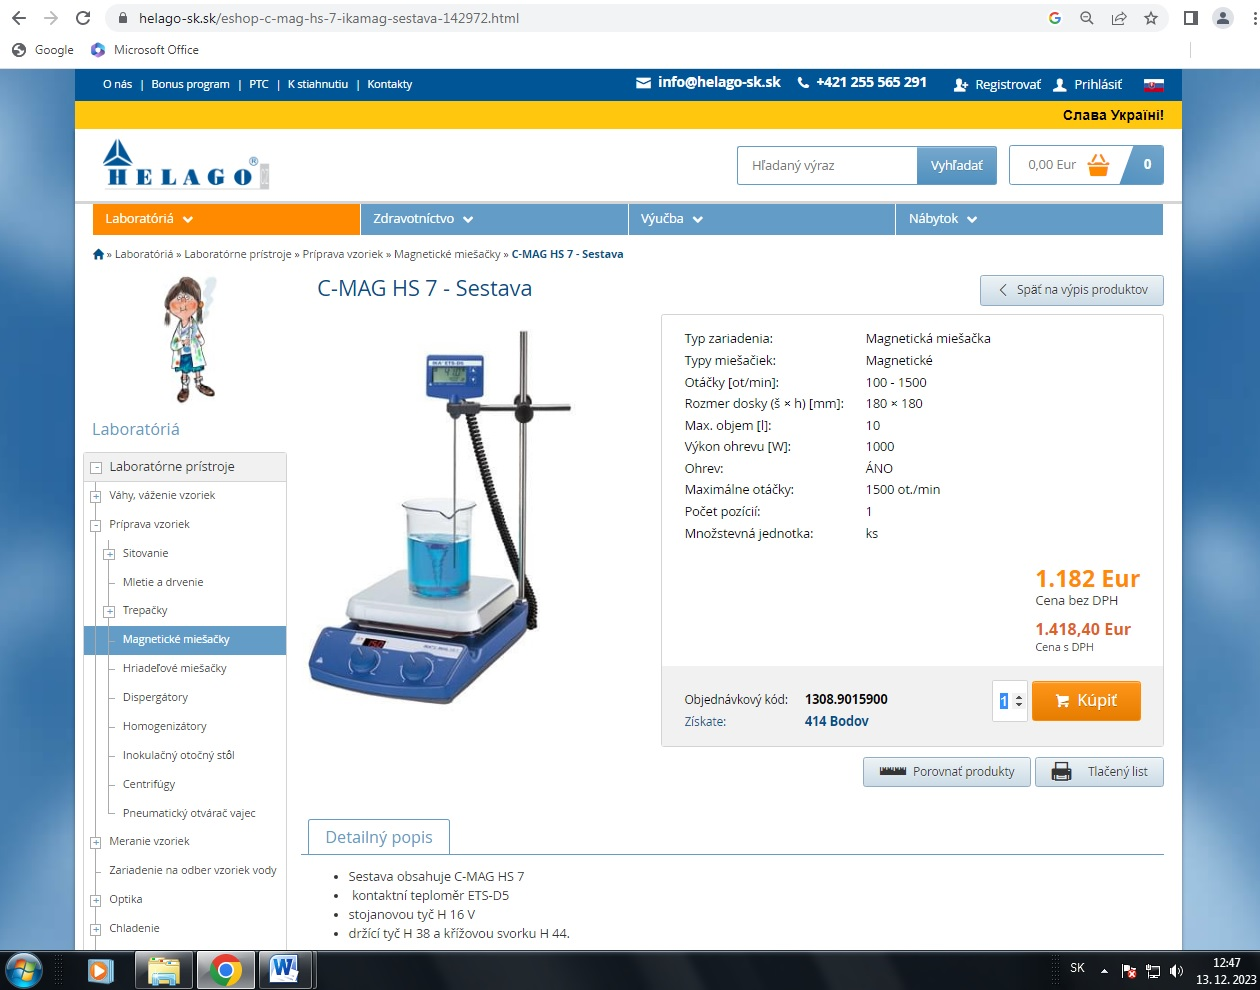 helago-sk.sk/eshop-c-mag-hs-7-ikamag-sestava-142972.html
Google Microsoft Office
O nás | Bonus program | PTC | K stiahnutiu | Kontakty info@helago-sk.sk +421 255 565 291 Registrovať Prihlásiť
Слава Україні!
HELAGO® Hľadaný výraz Vyhľadať 0,00 Eur 0
Laboratóriá Zdravotníctvo Výučba Nábytok
» Laboratóriá » Laboratórne prístroje » Príprava vzoriek » Magnetické miešačky » C-MAG HS 7 - Sestava
C-MAG HS 7 - Sestava
Späť na výpis produktov
Typ zariadenia: Magnetická miešačka
Typy miešačiek: Magnetické
Otáčky [ot/min]: 100 - 1500
Rozmer dosky (š × h) [mm]: 180 × 180
Max. objem [l]: 10
Výkon ohrevu [W]: 1000
Ohrev: ÁNO
Maximálne otáčky: 1500 ot./min
Počet pozícií: 1
Množstevná jednotka: ks
1.182 Eur
Cena bez DPH
1.418,40 Eur
Cena s DPH
Objednávkový kód: 1308.9015900
Získate: 414 Bodov
1 Kúpiť
Porovnať produkty Tlačený list
Laboratóriá
Laboratórne prístroje
Váhy, váženie vzoriek
Príprava vzoriek
Sitovanie
Mletie a drvenie
Trepačky
Magnetické miešačky
Hriadeľové miešačky
Dispergátory
Homogenizátory
Inokulačný otočný stôl
Centrifúgy
Pneumatický otvárač vajec
Meranie vzoriek
Zariadenie na odber vzoriek vody
Optika
Chladenie
Detailný popis
Sestava obsahuje C-MAG HS 7
kontaktní teploměr ETS-D5
stojanovou tyč H 16 V
držící tyč H 38 a křížovou svorku H 44.
SK 12:47
13. 12. 2023